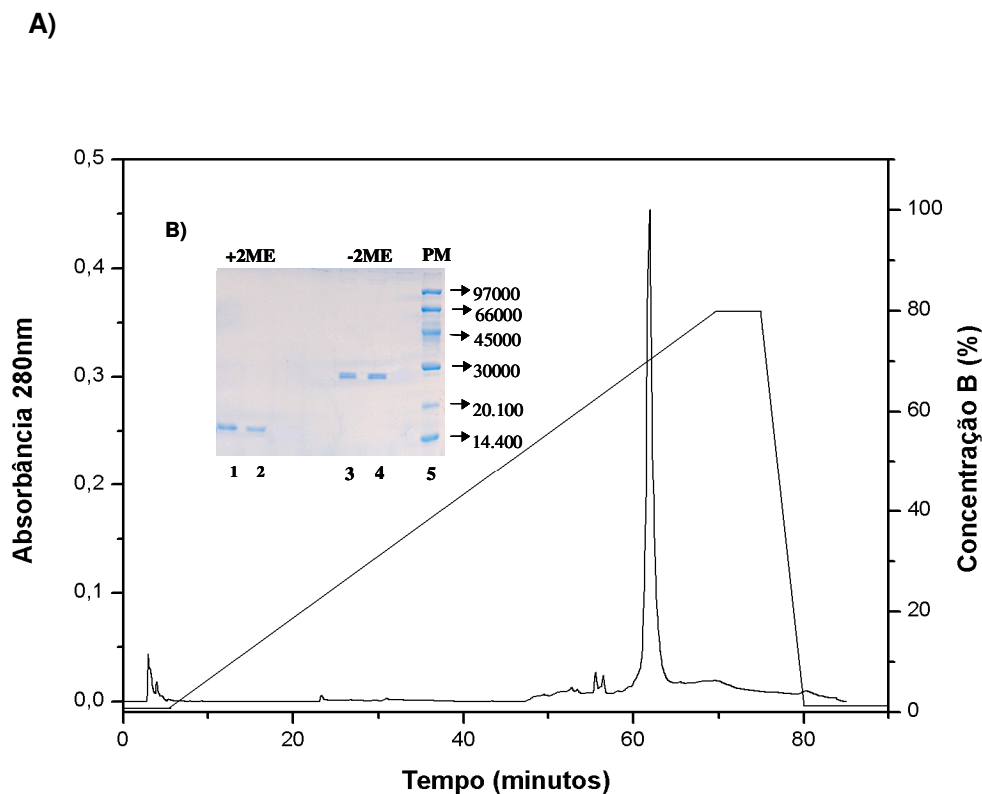 A)
0,5
0,4
0,3
0,2
0,1
0,0
Absorbância 280nm
B)
+2ME -2ME PM
97000
66000
45000
30000
20.100
14.400
1 2 3 4 5
100
80
60
40
20
0
Concentração B (%)
0 20 40 60 80
Tempo (minutos)